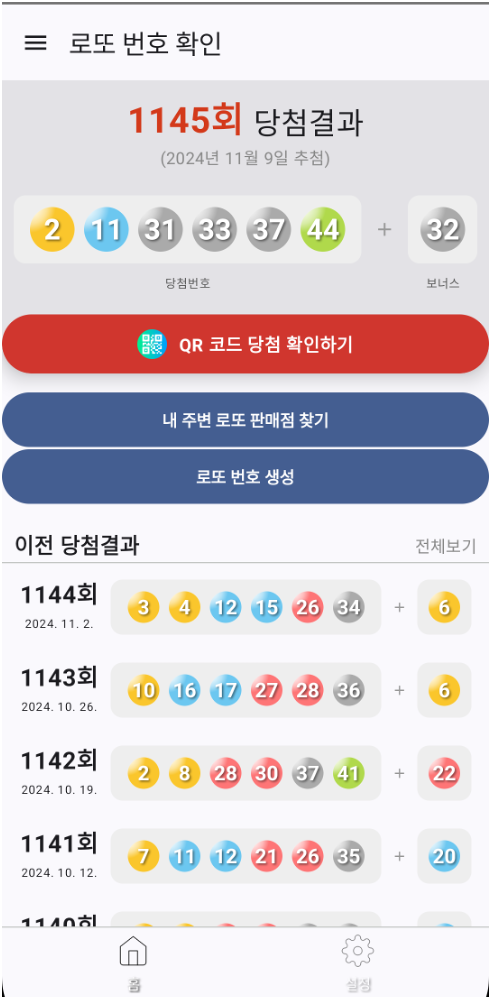 로또 번호 확인
1145회 당첨결과
(2024년 11월 9일 추첨)
2 11 31 33 37 44 + 32
당첨번호 보너스
QR 코드 당첨 확인하기
내 주변 로또 판매점 찾기
로또 번호 생성
이전 당첨결과 전체보기
1144회 3 4 12 15 26 34 + 6
2024. 11. 2.
1143회 10 16 17 27 28 36 + 6
2024. 10. 26.
1142회 2 8 28 30 37 41 + 22
2024. 10. 19.
1141회 7 11 12 21 26 35 + 20
2024. 10. 12.
1140회
홈 설정